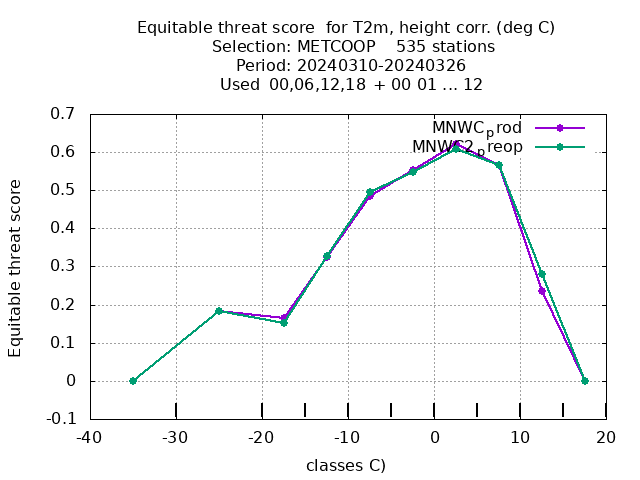 Equitable threat score  for T2m, height corr. (deg C)
Selection: METCOOP    535 stations
Period: 20240310-20240326
Used  00,06,12,18  + 00 01 ... 12
0.7
0.6
0.5
0.4
0.3
0.2
0.1
0
-0.1
Equitable threat score
MNWCprod
MNWC2preop
-40 -30 -20 -10 0 10 20
classes C)